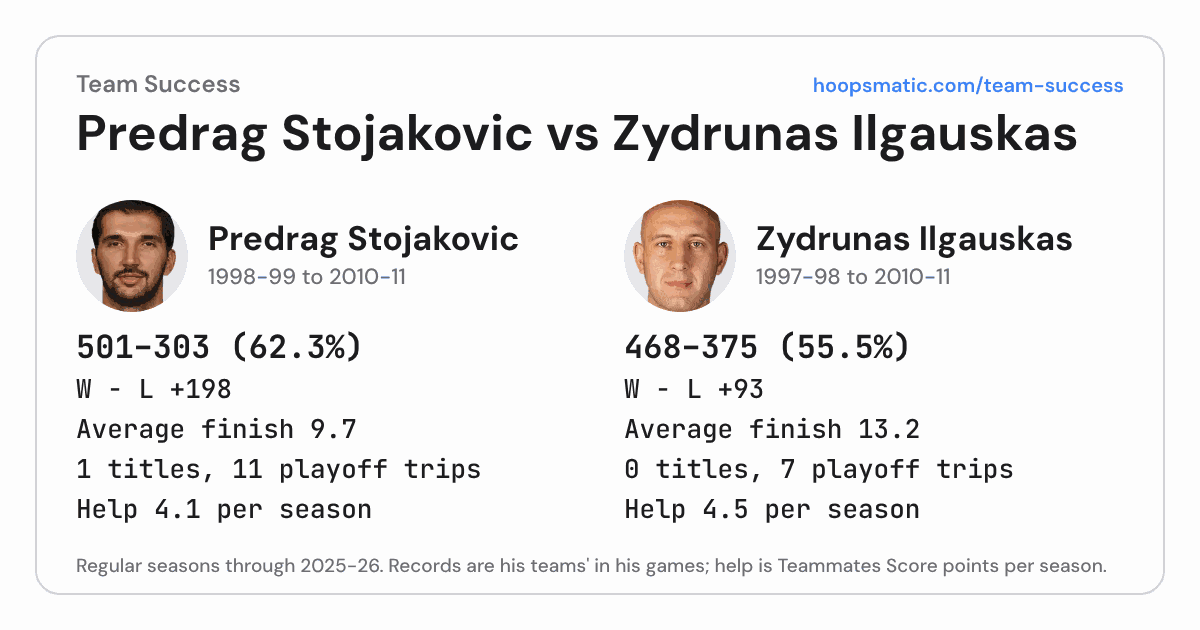 Team Success
hoopsmatic.com/team-success
Predrag Stojakovic vs Zydrunas Ilgauskas
Predrag Stojakovic
1998-99 to 2010-11
501-303 (62.3%)
W - L +198
Average finish 9.7
1 titles, 11 playoff trips
Help 4.1 per season
Zydrunas Ilgauskas
1997-98 to 2010-11
468-375 (55.5%)
W - L +93
Average finish 13.2
0 titles, 7 playoff trips
Help 4.5 per season
Regular seasons through 2025-26. Records are his teams' in his games; help is Teammates Score points per season.